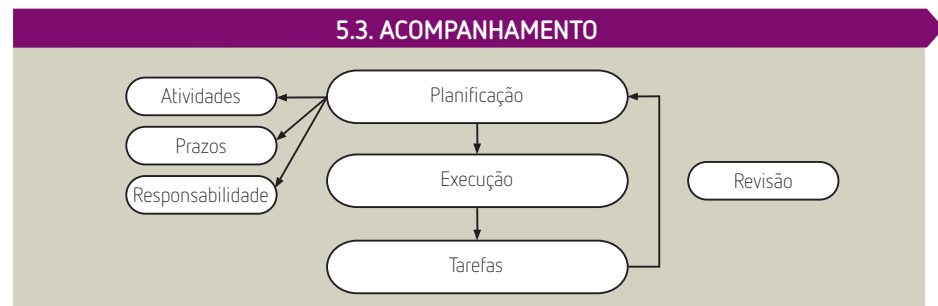 5.3. ACOMPANHAMENTO
Atividades
Planificação
Prazos
Execução
Responsabilidade
Revisão
Tarefas